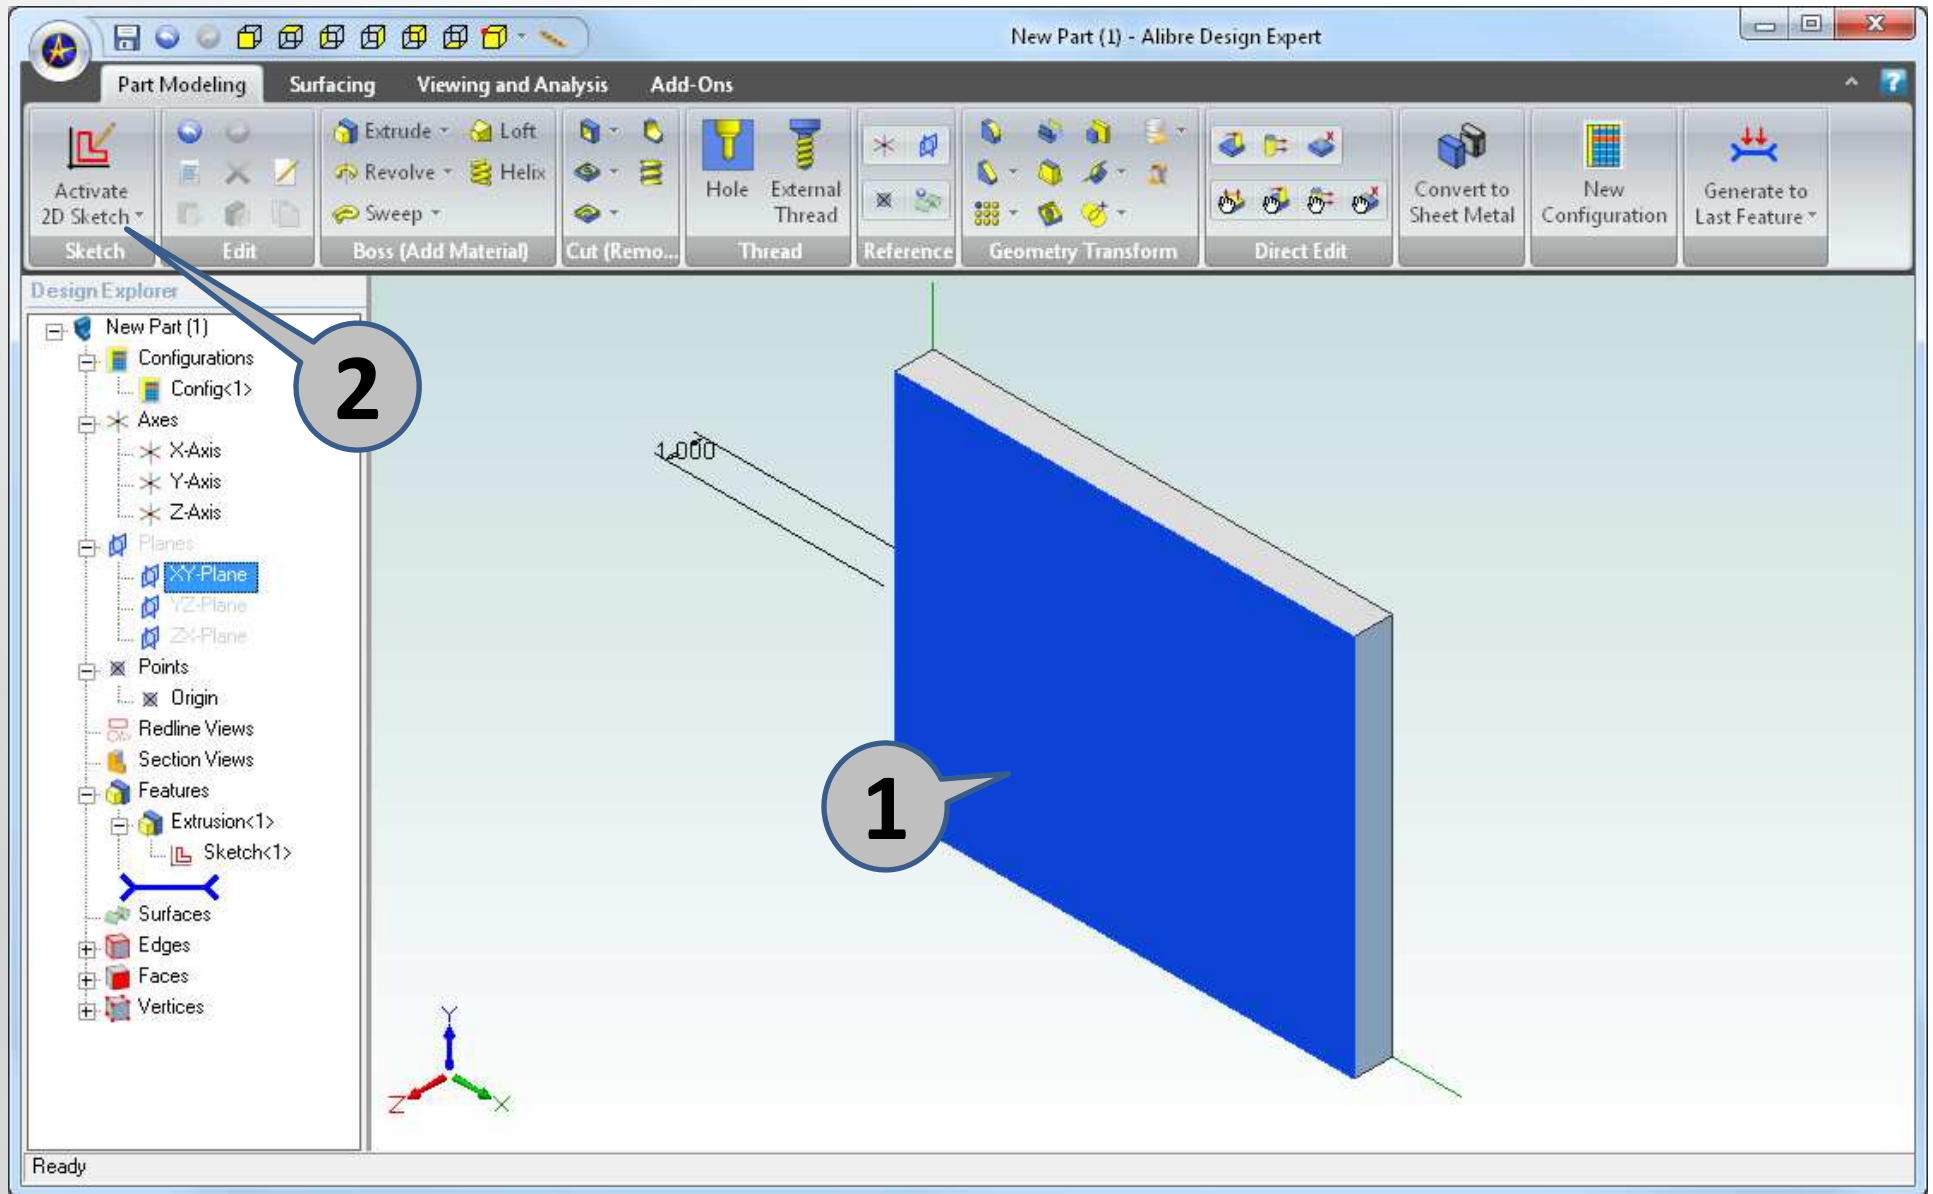 New Part (1) - Alibre Design Expert
Part Modeling Surfacing Viewing and Analysis Add-Ons
Activate
2D Sketch
Sketch
Edit
Extrude Loft
Revolve Helix
Sweep
Boss (Add Material)
Cut (Remo...
Hole
External
Thread
Thread
Reference
Geometry Transform
Direct Edit
Convert to
Sheet Metal
New
Configuration
Generate to
Last Feature
Design Explorer
New Part (1)
Configurations
Config<1>
Axes
X-Axis
Y-Axis
Z-Axis
Planes
XY-Plane
YZ-Plane
ZX-Plane
Points
Origin
Redline Views
Section Views
Features
Extrusion<1>
Sketch<1>
Surfaces
Edges
Faces
Vertices
2
1.000
1
Y
Z
X
Ready